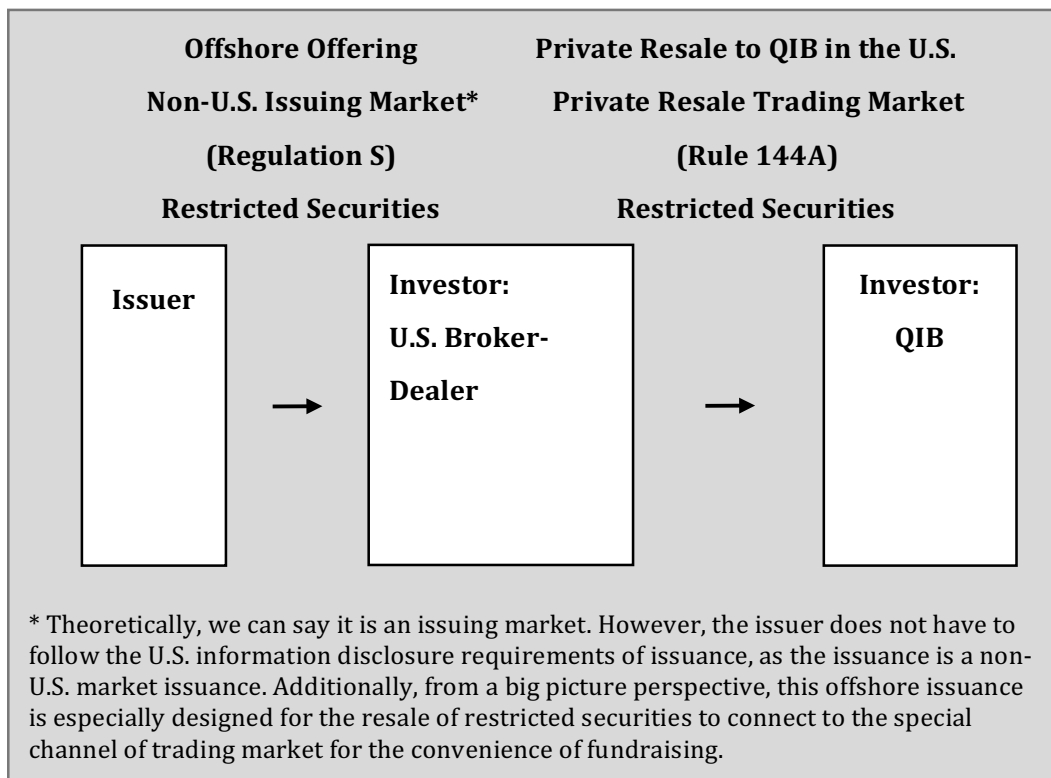 Offshore Offering
Non-U.S. Issuing Market*
(Regulation S)
Restricted Securities
Private Resale to QIB in the U.S.
Private Resale Trading Market
(Rule 144A)
Restricted Securities
Issuer
Investor:
U.S. Broker-
Dealer
Investor:
QIB
* Theoretically, we can say it is an issuing market. However, the issuer does not have to
follow the U.S. information disclosure requirements of issuance, as the issuance is a non-
U.S. market issuance. Additionally, from a big picture perspective, this offshore issuance
is especially designed for the resale of restricted securities to connect to the special
channel of trading market for the convenience of fundraising.